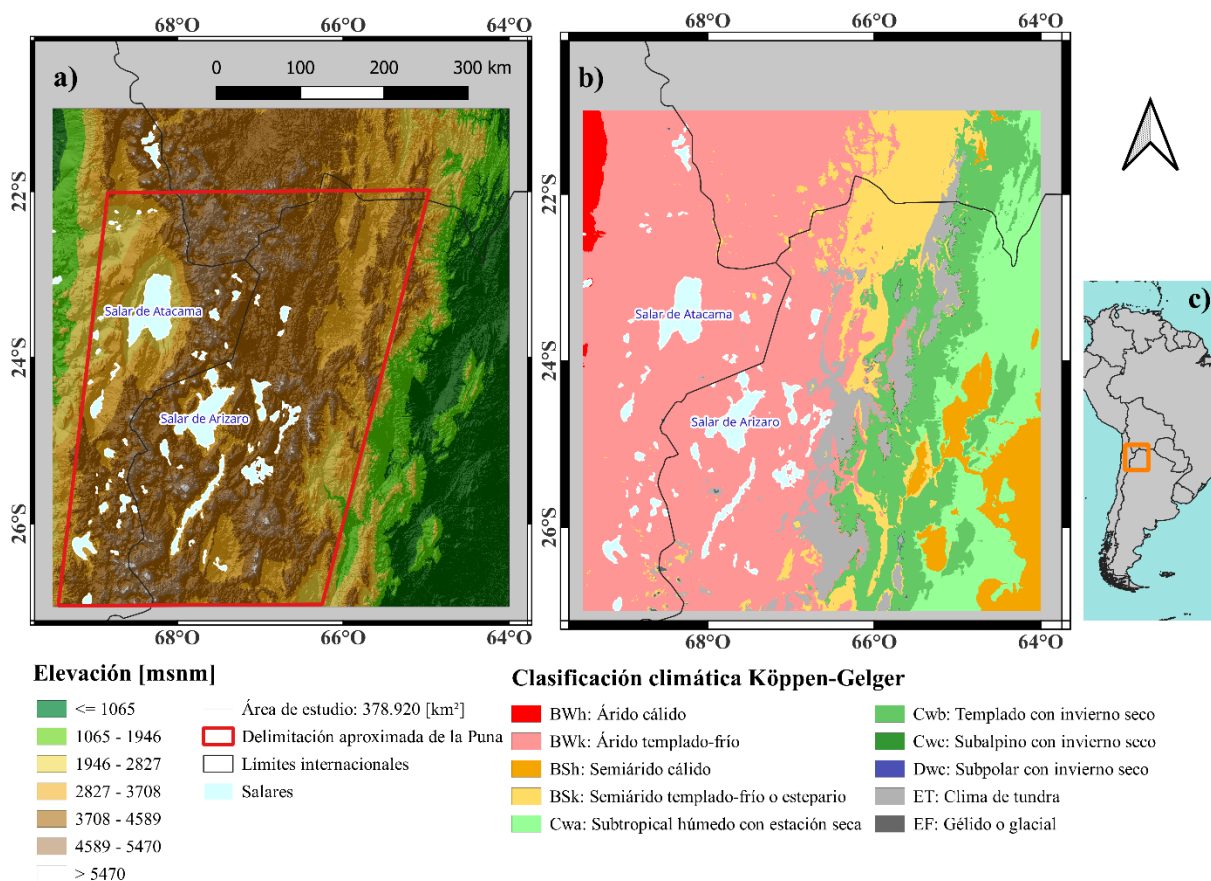 68°O 66°O 64°O 68°O 66°O 64°O
a)
0 100 200 300 km
b)
22°S
22°S
Salar de Atacama
Salar de Atacama
c)
24°S
24°S
Salar de Arizaro
Salar de Arizaro
26°S
26°S
68°O 66°O 64°O 68°O 66°O 64°O
Elevación [msnm]
<= 1065
1065 - 1946
1946 - 2827
2827 - 3708
3708 - 4589
4589 - 5470
> 5470
Área de estudio: 378.920 [km²]
Delimitación aproximada de la Puna
Límites internacionales
Salares
Clasificación climática Köppen-Gelger
BWh: Árido cálido
BWk: Árido templado-frío
BSh: Semiárido cálido
BSk: Semiárido templado-frío o estepario
Cwa: Subtropical húmedo con estación seca
Cwb: Templado con invierno seco
Cwc: Subalpino con invierno seco
Dwc: Subpolar con invierno seco
ET: Clima de tundra
EF: Gélido o glacial